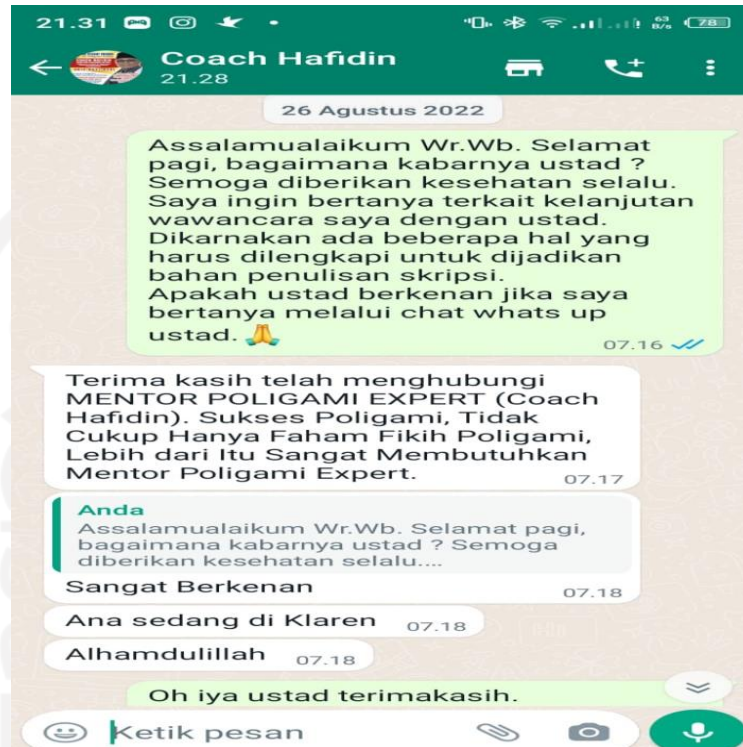 21.31
63 B/s
78
Coach Hafidin
21.28
26 Agustus 2022
Assalamualaikum Wr.Wb. Selamat
pagi, bagaimana kabarnya ustad ?
Semoga diberikan kesehatan selalu.
Saya ingin bertanya terkait kelanjutan
wawancara saya dengan ustad.
Dikarnakan ada beberapa hal yang
harus dilengkapi untuk dijadikan
bahan penulisan skripsi.
Apakah ustad berkenan jika saya
bertanya melalui chat whats up
ustad. 🙏
07.16
Terima kasih telah menghubungi
MENTOR POLIGAMI EXPERT (Coach
Hafidin). Sukses Poligami, Tidak
Cukup Hanya Faham Fikih Poligami,
Lebih dari Itu Sangat Membutuhkan
Mentor Poligami Expert.
07.17
Anda
Assalamualaikum Wr.Wb. Selamat pagi,
bagaimana kabarnya ustad ? Semoga
diberikan kesehatan selalu....
Sangat Berkenan
07.18
Ana sedang di Klaren
07.18
Alhamdulillah
07.18
Oh iya ustad terimakasih.
Ketik pesan